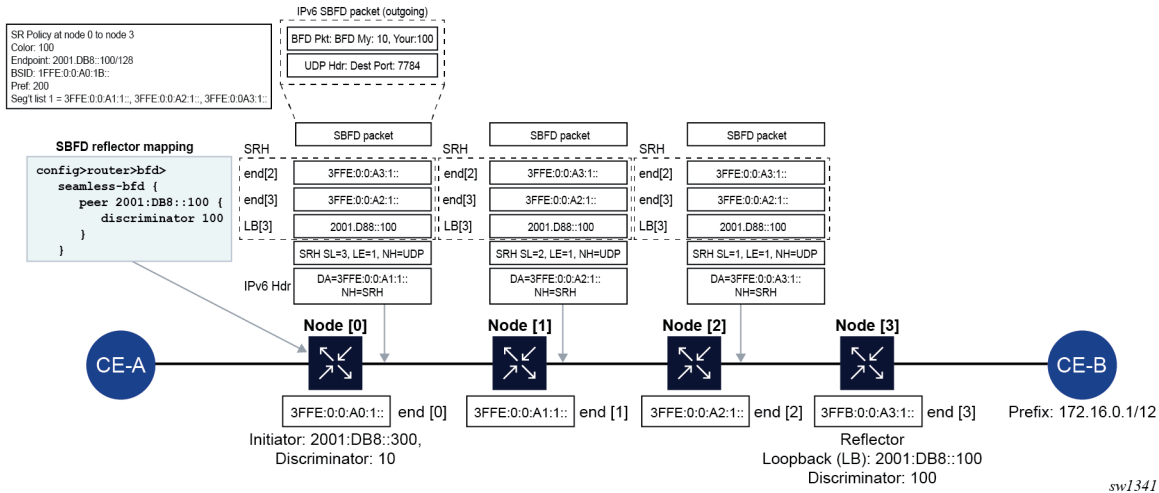 IPv6 SBFD packet (outgoing)
BFD Pkt: BFD My: 10, Your:100
UDP Hdr: Dest Port: 7784
SR Policy at node 0 to node 3
Color: 100
Endpoint: 2001.DB8::100/128
BSID: 1FFE:0:0:A0:1B::
Pref: 200
Seg't list 1 = 3FFE:0:0:A1:1::, 3FFE:0:0:A2:1::, 3FFE:0:0A3:1::
SBFD reflector mapping
config>router>bfd>
seamless-bfd {
peer 2001:DB8::100 {
discriminator 100
}
}
SBFD packet
SRH
end[2]
3FFE:0:0:A3:1::
end[3]
3FFE:0:0:A2:1::
LB[3]
2001.D88::100
SRH SL=3, LE=1, NH=UDP
IPv6 Hdr
DA=3FFE:0:0:A1:1::
NH=SRH
SBFD packet
SRH
end[2]
3FFE:0:0:A3:1::
end[3]
3FFE:0:0:A2:1::
LB[3]
2001.D88::100
SRH SL=2, LE=1, NH=UDP
DA=3FFE:0:0:A2:1::
NH=SRH
SBFD packet
SRH
end[2]
3FFE:0:0:A3:1::
end[3]
3FFE:0:0:A2:1::
LB[3]
2001.D88::100
SRH SL=1, LE=1, NH=UDP
DA=3FFE:0:0:A3:1::
NH=SRH
Node [0]
Node [1]
Node [2]
Node [3]
CE-A
CE-B
3FFE:0:0:A0:1:: end [0]
3FFE:0:0:A1:1:: end [1]
3FFE:0:0:A2:1:: end [2]
3FFB:0:0:A3:1:: end [3]
Prefix: 172.16.0.1/12
Initiator: 2001:DB8::300,
Discriminator: 10
Reflector
Loopback (LB): 2001:DB8::100
Discriminator: 100
sw1341